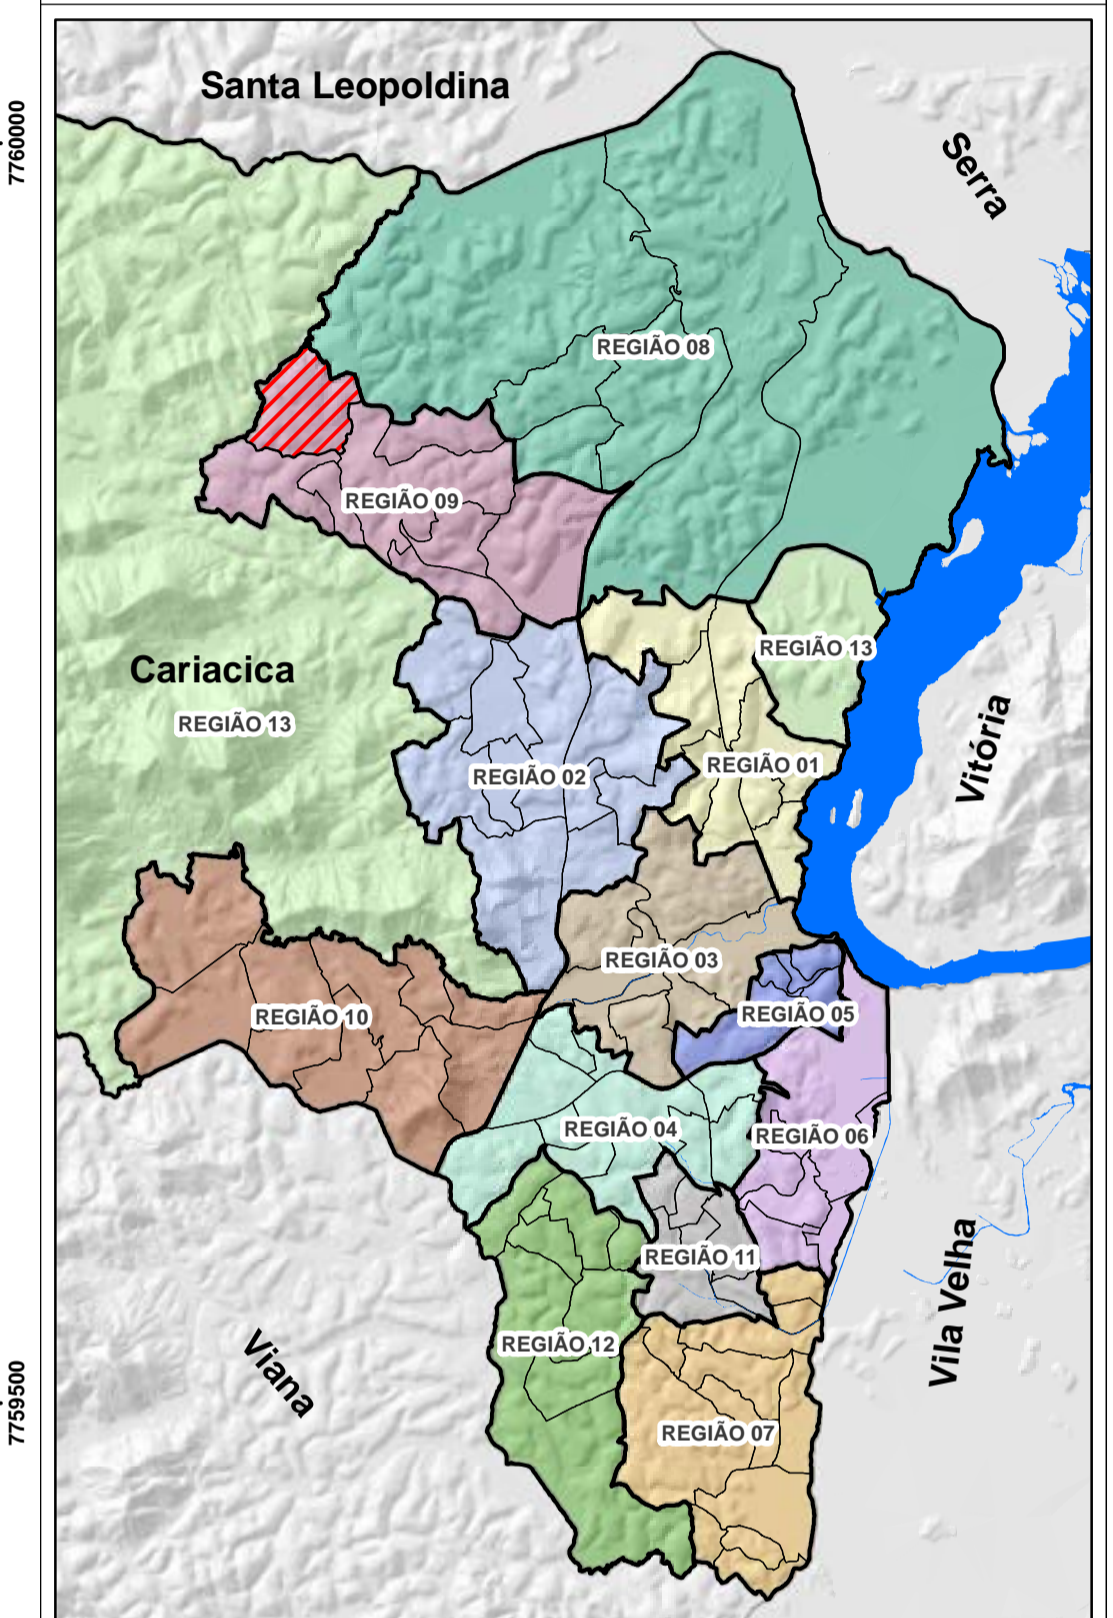 Santa Leopoldina
7760000
Serra
REGIÃO 08
REGIÃO 09
REGIÃO 13
Cariacica
REGIÃO 13
Vitória
REGIÃO 01
REGIÃO 02
REGIÃO 03
REGIÃO 05
REGIÃO 10
REGIÃO 04
REGIÃO 06
REGIÃO 11
Vila Velha
REGIÃO 12
Viana
7759500
REGIÃO 07